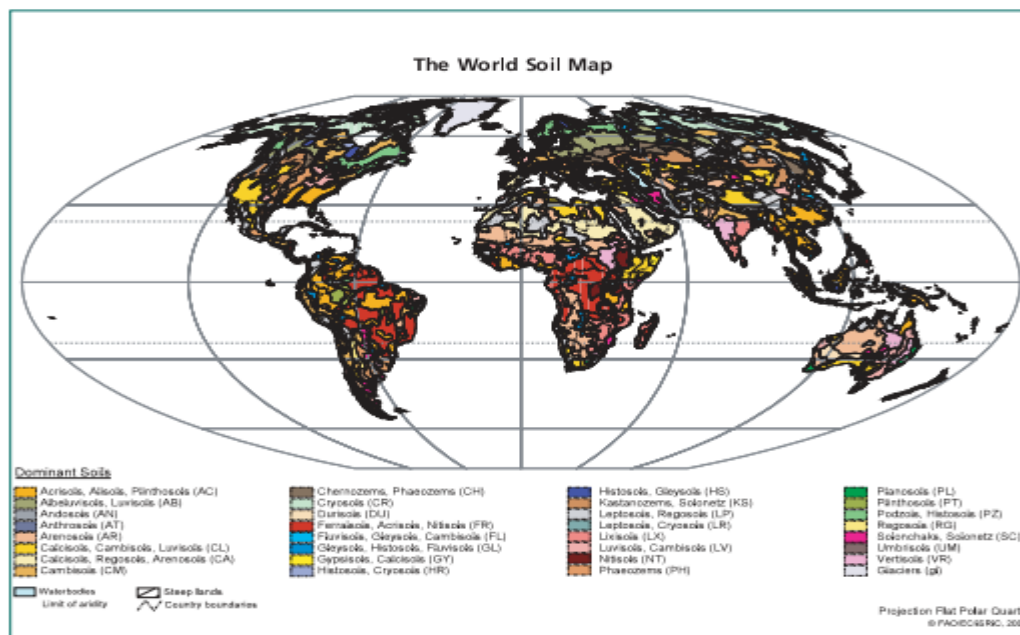 The World Soil Map
Dominant Soils
Acrisols, Alisols, Plinthosols (AC)
Albeluvisols, Luvisols (AB)
Andosols (AN)
Anthrosols (AT)
Arenosols (AR)
Calcisols, Cambisols, Luvisols (CL)
Calcisols, Regosols, Arenosols (CA)
Cambisols (CM)
Chernozems, Phaeozems (CH)
Cryosols (CR)
Durisols (DU)
Ferralsols, Acrisols, Nitisols (FR)
Fluvisols, Gleysols, Cambisols (FL)
Gleysols, Histosols, Fluvisols (GL)
Gypsisols, Calcisols (GY)
Histosols, Cryosols (HR)
Histosols, Gleysols (HS)
Kastanozems, Solonetz (KS)
Leptosols, Regosols (LP)
Leptosols, Cryosols (LR)
Lixisols (LX)
Luvisols, Cambisols (LV)
Nitisols (NT)
Phaeozems (PH)
Planosols (PL)
Plinthosols (PT)
Podzols, Histosols (PZ)
Regosols (RG)
Solonchaks, Solonetz (SC)
Umbrisols (UM)
Vertisols (VR)
Glaciers (gl)
Waterbodies
Limit of aridity
Steep lands
Country boundaries
Projection Flat Polar Quart
© FAO/EC/ISRIC, 200